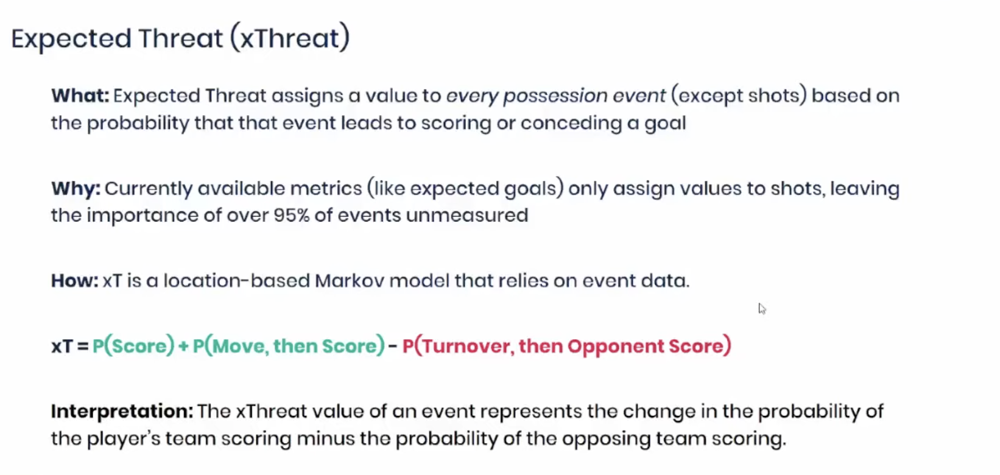 Expected Threat (xThreat)
What: Expected Threat assigns a value to every possession event (except shots) based on
the probability that that event leads to scoring or conceding a goal
Why: Currently available metrics (like expected goals) only assign values to shots, leaving
the importance of over 95% of events unmeasured
How: xT is a location-based Markov model that relies on event data.
xT = P(Score) + P(Move, then Score) - P(Turnover, then Opponent Score)
Interpretation: The xThreat value of an event represents the change in the probability of
the player's team scoring minus the probability of the opposing team scoring.